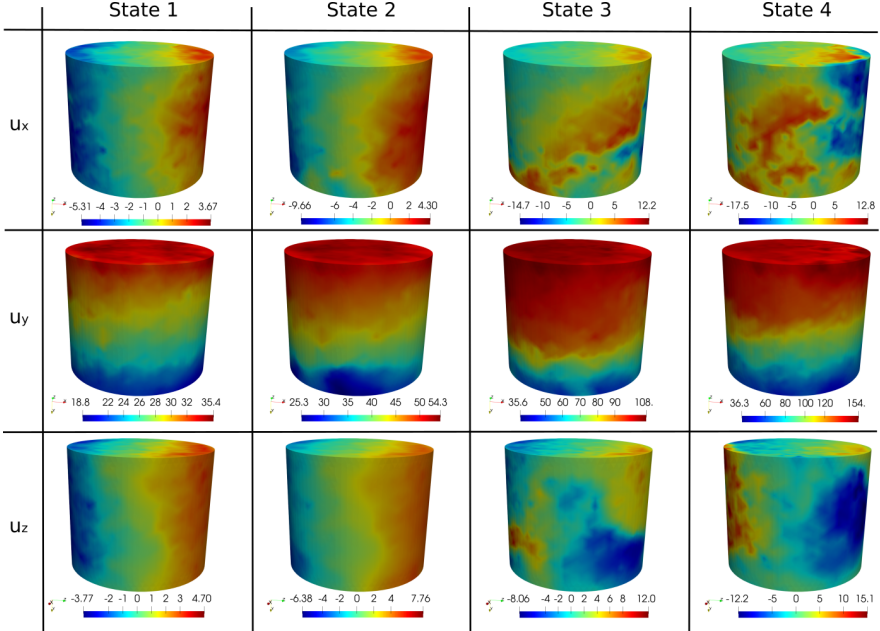 State 1 State 2 State 3 State 4
ux
-5.31 -4 -3 -2 -1 0 1 2 3.67
-9.66 -6 -4 -2 0 2 4.30
-14.7 -10 -5 0 5 12.2
-17.5 -10 -5 0 5 12.8
uy
18.8 22 24 26 28 30 32 35.4
25.3 30 35 40 45 50 54.3
35.6 50 60 70 80 90 108.
36.3 60 80 100 120 154.
uz
-3.77 -2 -1 0 1 2 3 4.70
-6.38 -4 -2 0 2 4 7.76
-8.06 -4 -2 0 2 4 6 8 12.0
-12.2 -5 0 5 10 15.1